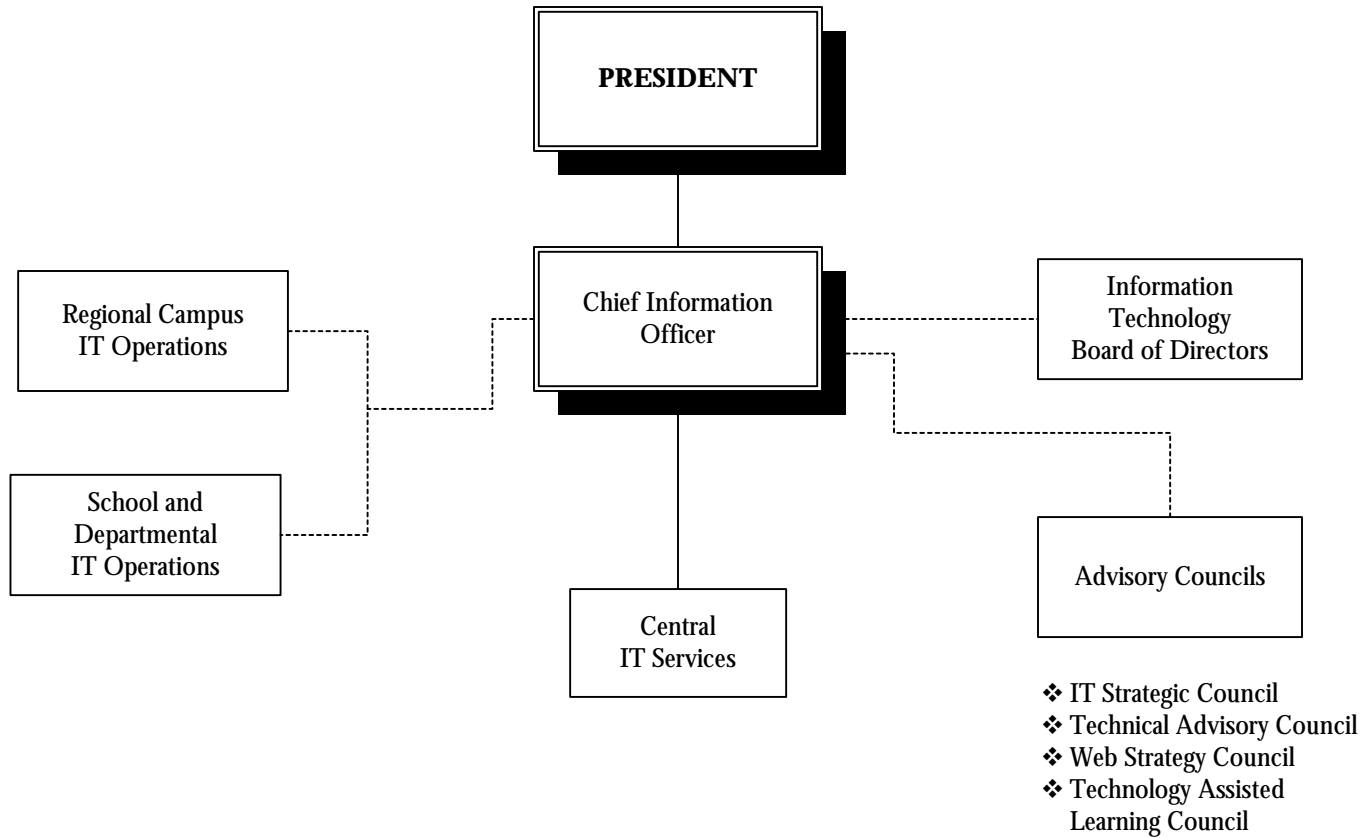 PRESIDENT
Chief Information
Officer
Regional Campus
IT Operations
School and
Departmental
IT Operations
Central
IT Services
Information
Technology
Board of Directors
Advisory Councils
❖ IT Strategic Council
❖ Technical Advisory Council
❖ Web Strategy Council
❖ Technology Assisted
Learning Council